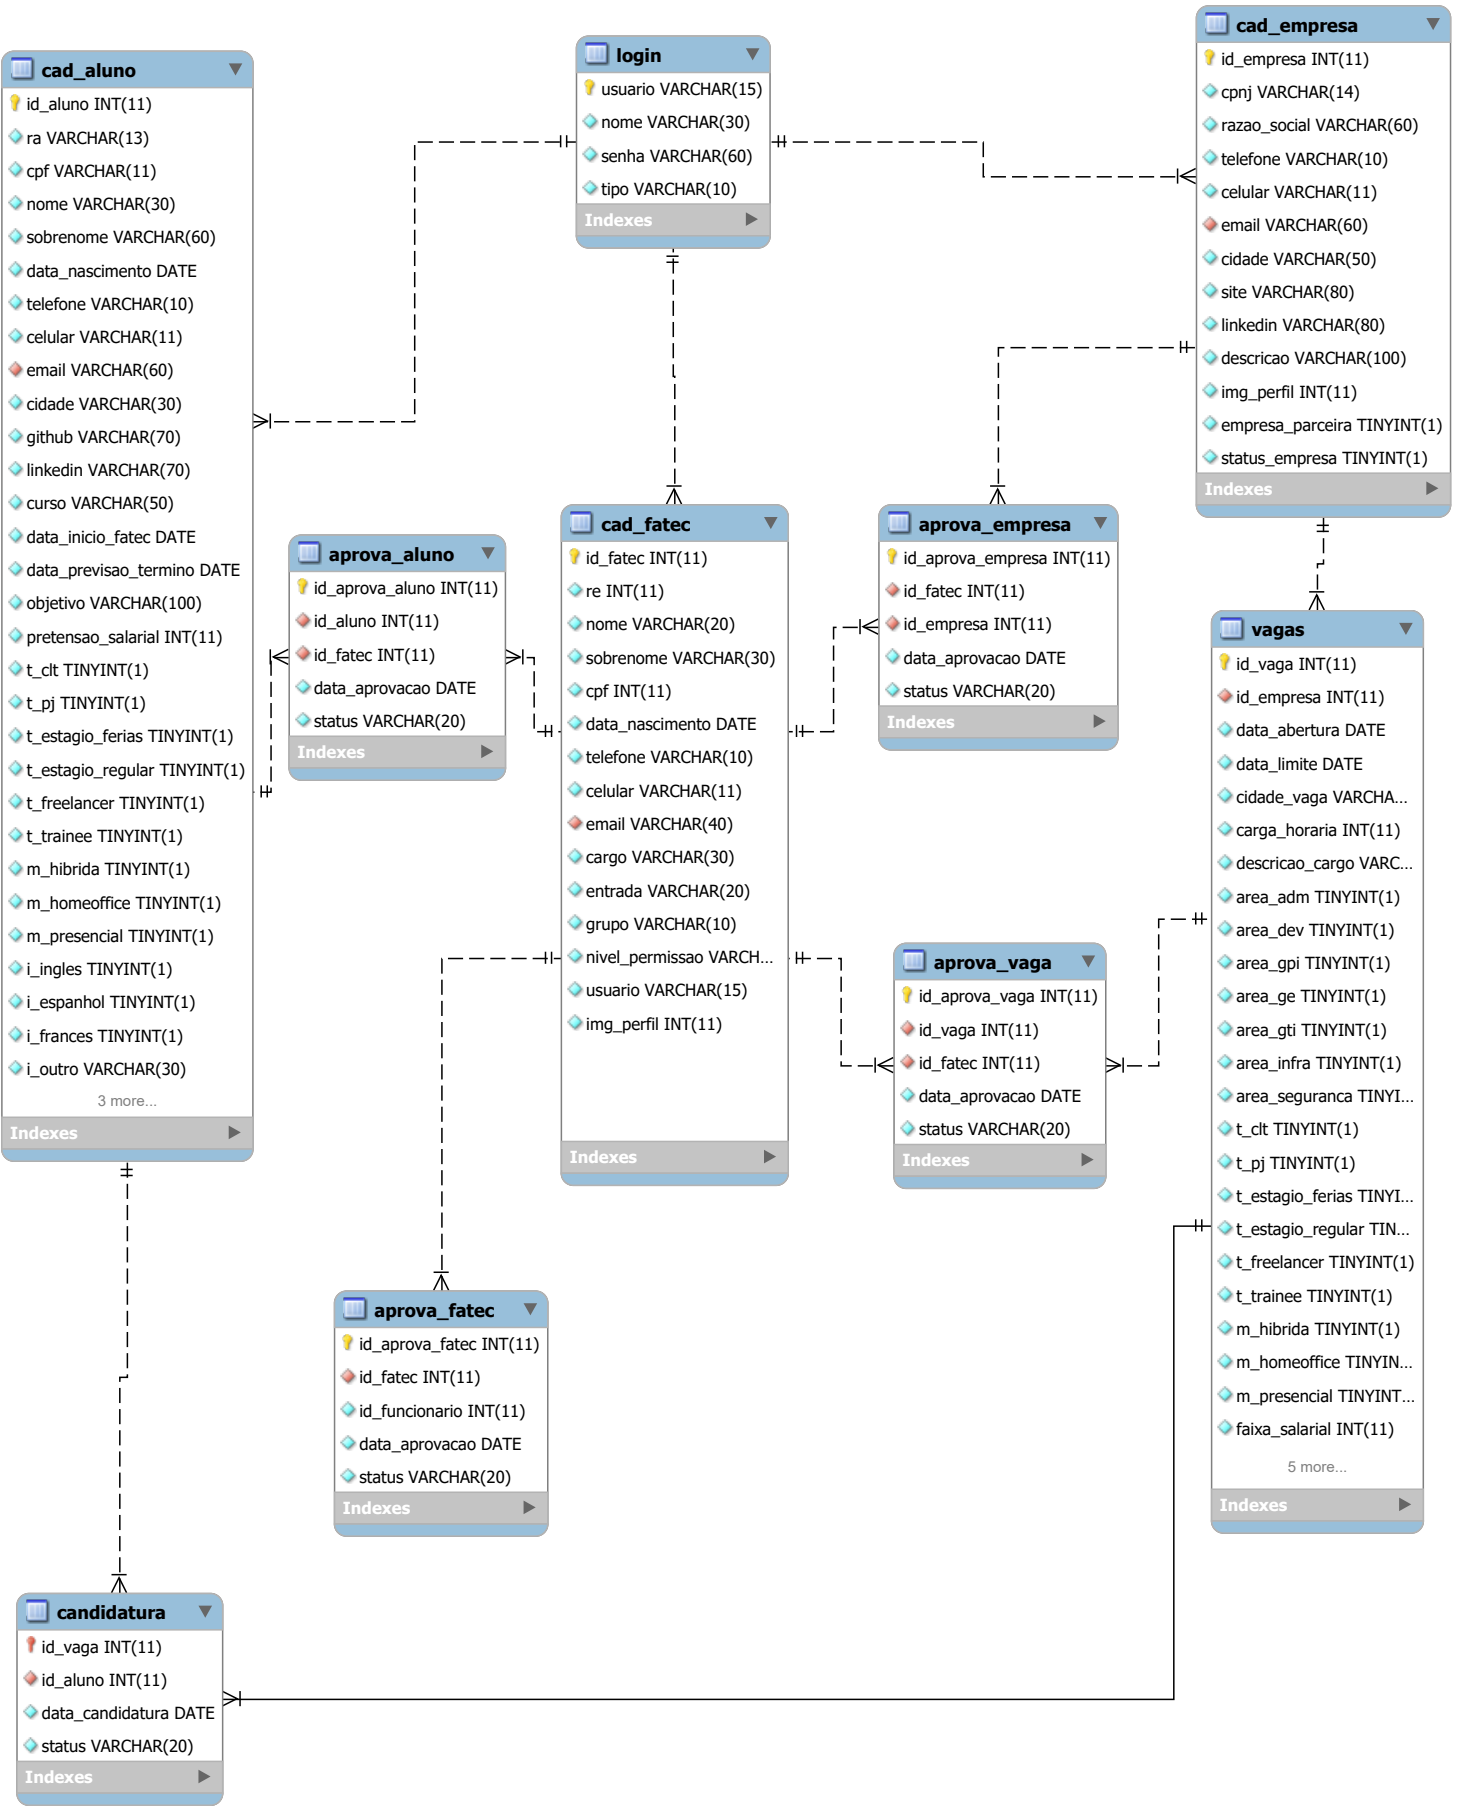 cad_aluno
id_aluno INT(11)
ra VARCHAR(13)
cpf VARCHAR(11)
nome VARCHAR(30)
sobrenome VARCHAR(60)
data_nascimento DATE
telefone VARCHAR(10)
celular VARCHAR(11)
email VARCHAR(60)
cidade VARCHAR(30)
github VARCHAR(70)
linkedin VARCHAR(70)
curso VARCHAR(50)
data_inicio_fatec DATE
data_previsao_termino DATE
objetivo VARCHAR(100)
pretensao_salarial INT(11)
t_clt TINYINT(1)
t_pj TINYINT(1)
t_estagio_ferias TINYINT(1)
t_estagio_regular TINYINT(1)
t_freelancer TINYINT(1)
t_trainee TINYINT(1)
m_hibrida TINYINT(1)
m_homeoffice TINYINT(1)
m_presencial TINYINT(1)
i_ingles TINYINT(1)
i_espanhol TINYINT(1)
i_frances TINYINT(1)
i_outro VARCHAR(30)
3 more...
Indexes
login
usuario VARCHAR(15)
nome VARCHAR(30)
senha VARCHAR(60)
tipo VARCHAR(10)
Indexes
cad_empresa
id_empresa INT(11)
cpnj VARCHAR(14)
razao_social VARCHAR(60)
telefone VARCHAR(10)
celular VARCHAR(11)
email VARCHAR(60)
cidade VARCHAR(50)
site VARCHAR(80)
linkedin VARCHAR(80)
descricao VARCHAR(100)
img_perfil INT(11)
empresa_parceira TINYINT(1)
status_empresa TINYINT(1)
Indexes
aprova_aluno
id_aprova_aluno INT(11)
id_aluno INT(11)
id_fatec INT(11)
data_aprovacao DATE
status VARCHAR(20)
Indexes
cad_fatec
id_fatec INT(11)
re INT(11)
nome VARCHAR(20)
sobrenome VARCHAR(30)
cpf INT(11)
data_nascimento DATE
telefone VARCHAR(10)
celular VARCHAR(11)
email VARCHAR(40)
cargo VARCHAR(30)
entrada VARCHAR(20)
grupo VARCHAR(10)
nivel_permissao VARCH...
usuario VARCHAR(15)
img_perfil INT(11)
Indexes
aprova_empresa
id_aprova_empresa INT(11)
id_fatec INT(11)
id_empresa INT(11)
data_aprovacao DATE
status VARCHAR(20)
Indexes
vagas
id_vaga INT(11)
id_empresa INT(11)
data_abertura DATE
data_limite DATE
cidade_vaga VARCHA...
carga_horaria INT(11)
descricao_cargo VARC...
area_adm TINYINT(1)
area_dev TINYINT(1)
area_gpi TINYINT(1)
area_ge TINYINT(1)
area_gti TINYINT(1)
area_infra TINYINT(1)
area_seguranca TINYI...
t_clt TINYINT(1)
t_pj TINYINT(1)
t_estagio_ferias TINYI...
t_estagio_regular TIN...
t_freelancer TINYINT(1)
t_trainee TINYINT(1)
m_hibrida TINYINT(1)
m_homeoffice TINYIN...
m_presencial TINYINT...
faixa_salarial INT(11)
5 more...
Indexes
aprova_vaga
id_aprova_vaga INT(11)
id_vaga INT(11)
id_fatec INT(11)
data_aprovacao DATE
status VARCHAR(20)
Indexes
aprova_fatec
id_aprova_fatec INT(11)
id_fatec INT(11)
id_funcionario INT(11)
data_aprovacao DATE
status VARCHAR(20)
Indexes
candidatura
id_vaga INT(11)
id_aluno INT(11)
data_candidatura DATE
status VARCHAR(20)
Indexes